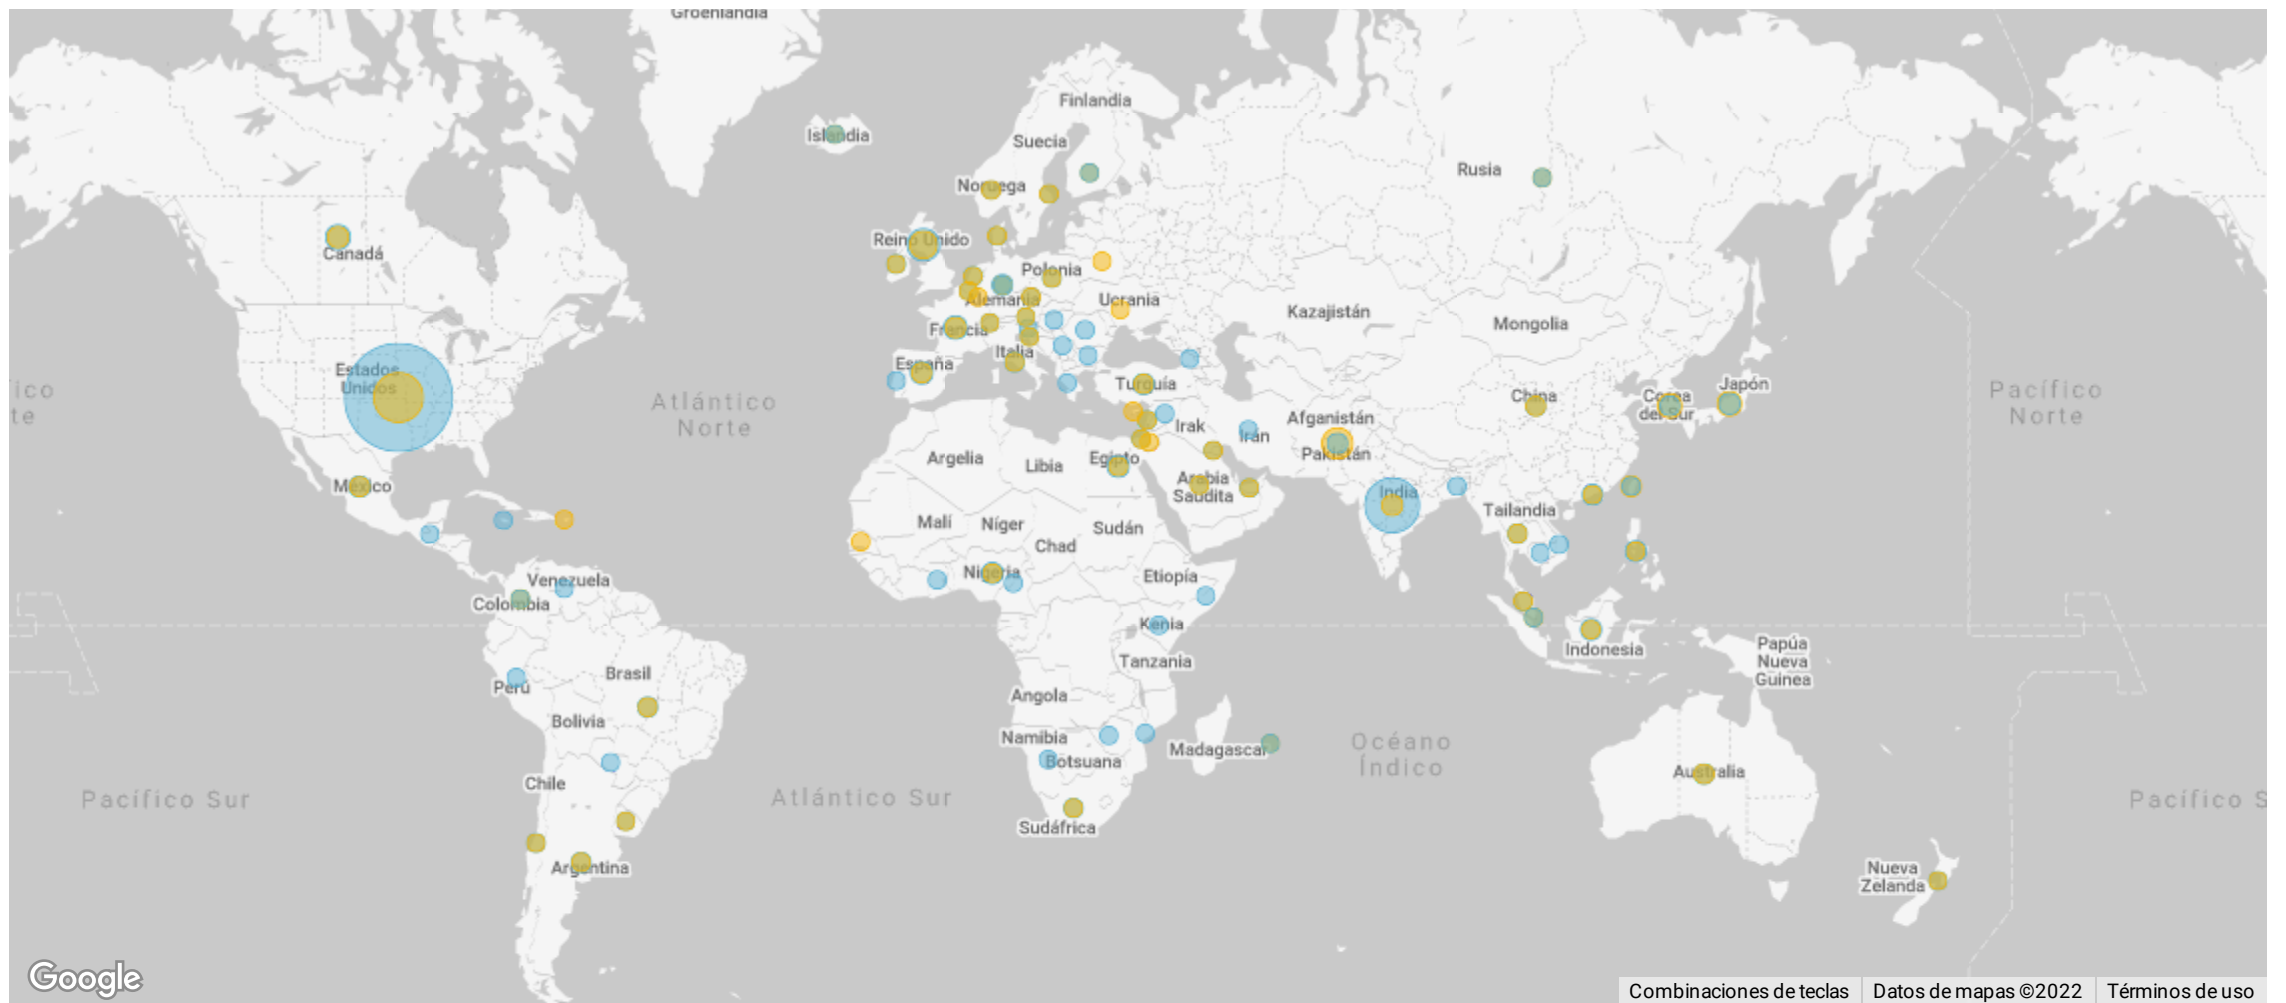 Groenlandia
Finlandia
Islandia
Suecia
Rusia
Noruega
Reino Unido
Canadá
Polonia
Alemania
Ucrania
Kazajistán
Mongolia
Francia
Italia
España
Estados
Unidos
Turquía
China
Corea
del Sur
Japón
ico
te
Atlántico
Norte
Pacífico
Norte
Afganistán
Irak
Irán
Pakistán
Argelia
Libia
Egipto
Arabia
Saudita
India
México
Tailandia
Malí
Níger
Sudán
Chad
Nigeria
Etiopía
Venezuela
Colombia
Kenia
Indonesia
Papúa
Nueva
Guinea
Tanzania
Perú
Brasil
Angola
Bolivia
Namibia
Madagascar
Botsuana
Océano
Índico
Australia
Chile
Pacífico Sur
Atlántico Sur
Pacífico S
Sudáfrica
Argentina
Nueva
Zelanda
Google
Combinaciones de teclas
Datos de mapas ©2022
Términos de uso